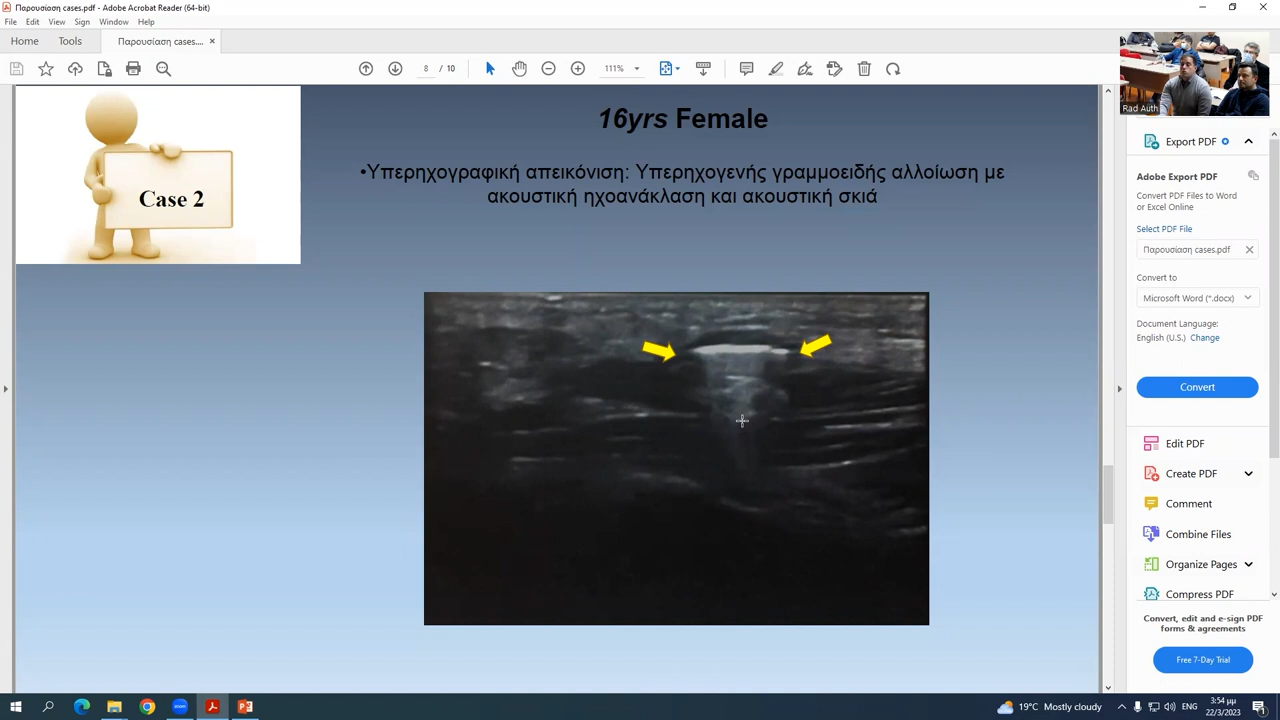 Παρουσίαση cases.pdf - Adobe Acrobat Reader (64-bit)
File Edit View Sign Window Help
Home Tools Παρουσίαση cases....
10 111%
Rad Auth
Case 2
16yrs Female
•Υπερηχογραφική απεικόνιση: Υπερηχογενής γραμμοειδής αλλοίωση με
ακουστική ηχοανάκλαση και ακουστική σκιά
Export PDF
Adobe Export PDF
Convert PDF Files to Word
or Excel Online
Select PDF File
Παρουσίαση cases.pdf
Convert to
Microsoft Word (*.docx)
Document Language:
English (U.S.) Change
Convert
Edit PDF
Create PDF
Comment
Combine Files
Organize Pages
Compress PDF
Convert, edit and e-sign PDF
forms & agreements
Free 7-Day Trial
19°C Mostly cloudy
ENG
3:54 μμ
22/3/2023